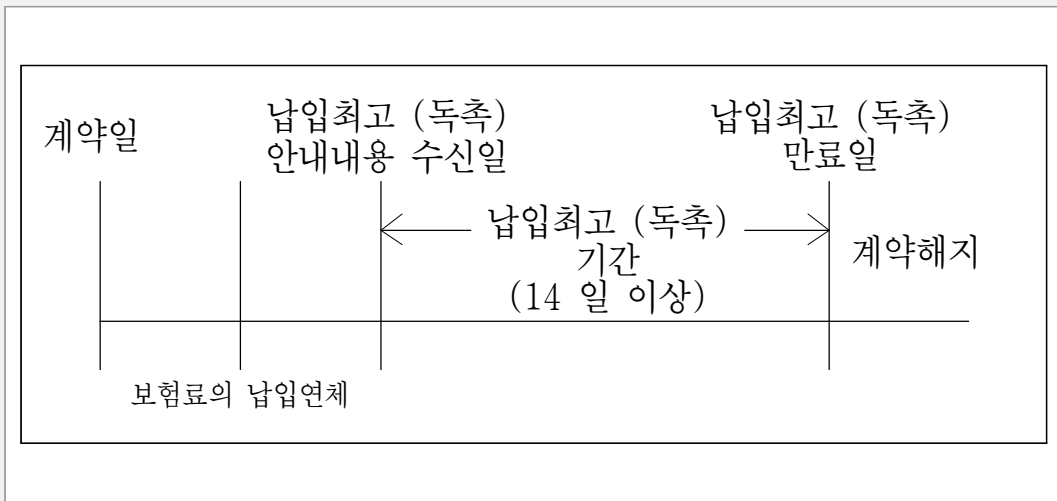 계약일
납입최고 (독촉)
안내내용 수신일
납입최고 (독촉)
만료일
납입최고 (독촉)
기간
(14 일 이상)
계약해지
보험료의 납입연체